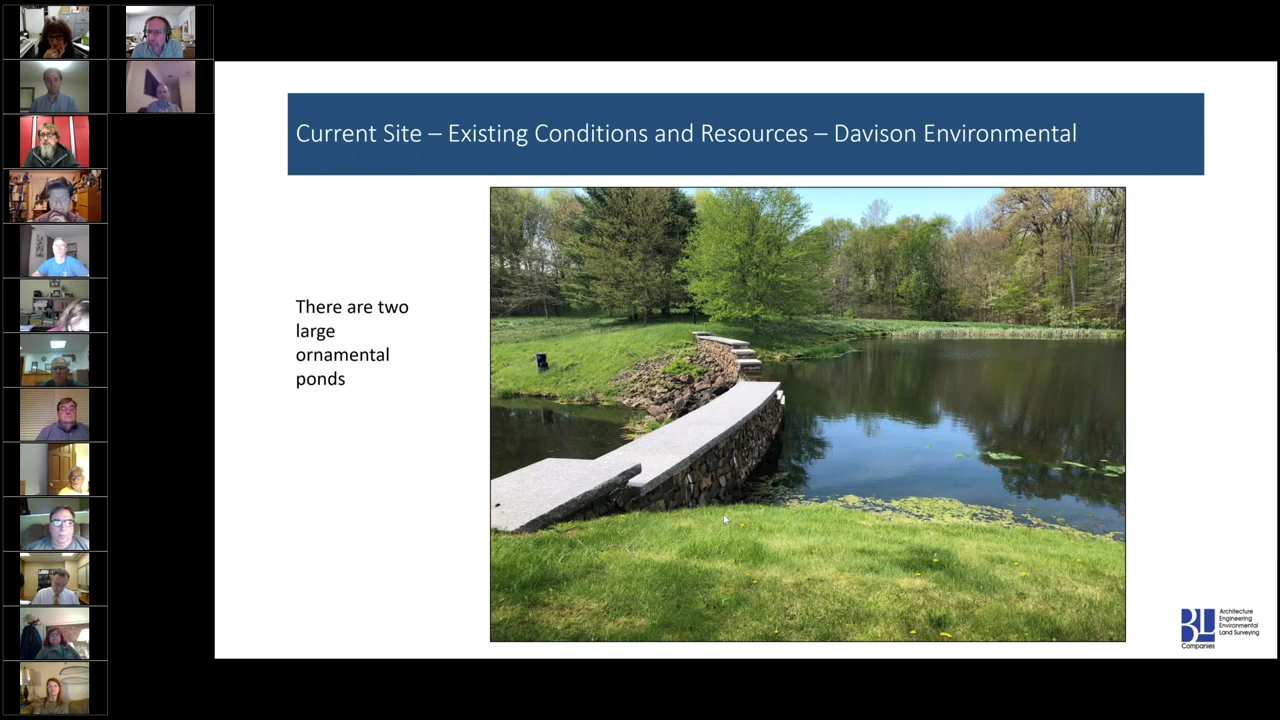 Current Site – Existing Conditions and Resources – Davison Environmental
There are two
large
ornamental
ponds
BL
Companies
Architecture
Engineering
Environmental
Land Surveying